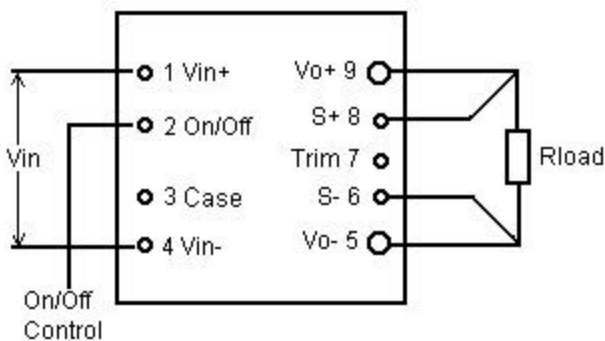 1 Vin+
Vo+ 9
2 On/Off
S+ 8
Vin
Trim 7
Rload
3 Case
S- 6
4 Vin-
Vo- 5
On/Off
Control